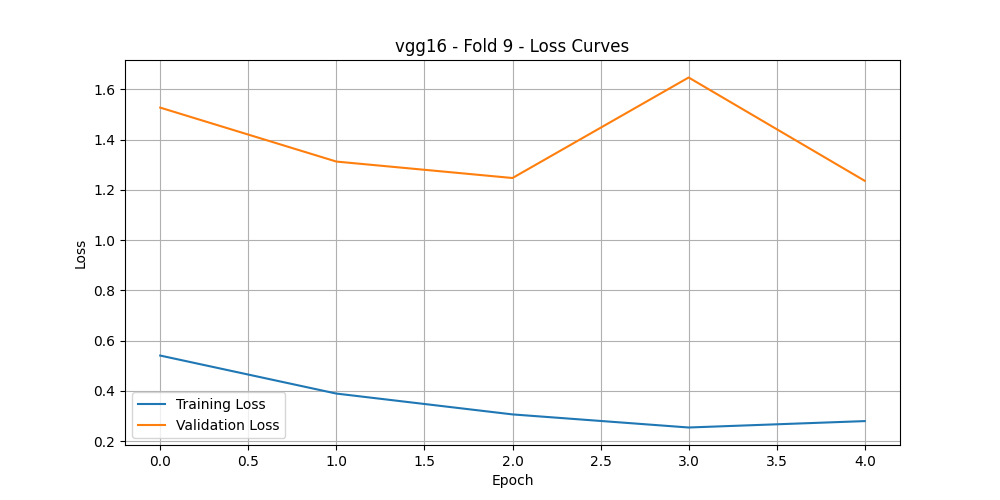 vgg16 - Fold 9 - Loss Curves
1.6
1.4
1.2
1.0
0.8
0.6
0.4
0.2
Loss
Training Loss
Validation Loss
0.0 0.5 1.0 1.5 2.0 2.5 3.0 3.5 4.0
Epoch